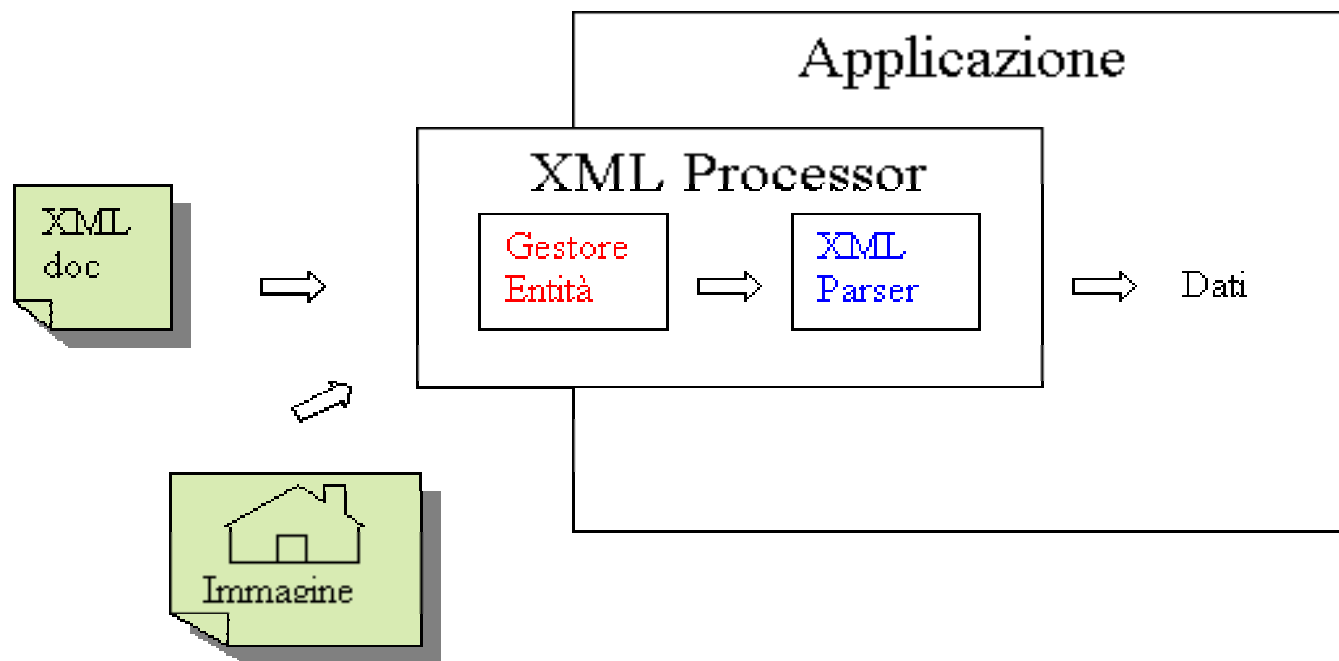 Applicazione
XML Processor
XML
doc
Gestore
Entità
XML
Parser
Dati
Immagine